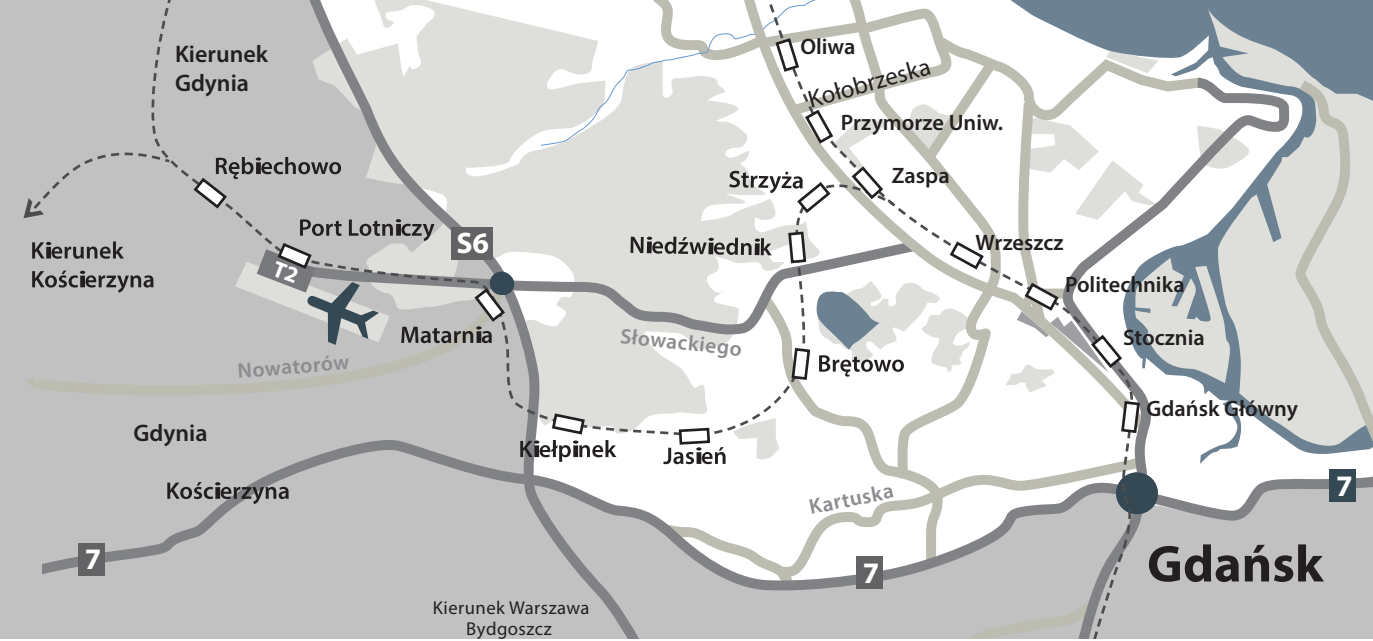 Kierunek
Gdynia
Oliwa
Kołobrzeska
Przymorze Uniw.
Rębiechowo
Strzyża
Zaspa
Port Lotniczy
S6
Niedźwiednik
Wrzeszcz
Kierunek
Kościerzyna
T2
Politechnika
Matarnia
Słowackiego
Stocznia
Nowatorów
Brętowo
Gdańsk Główny
Gdynia
Kiełpinek
Jasień
Kościerzyna
Kartuska
7
7
7
Gdańsk
Kierunek Warszawa
Bydgoszcz